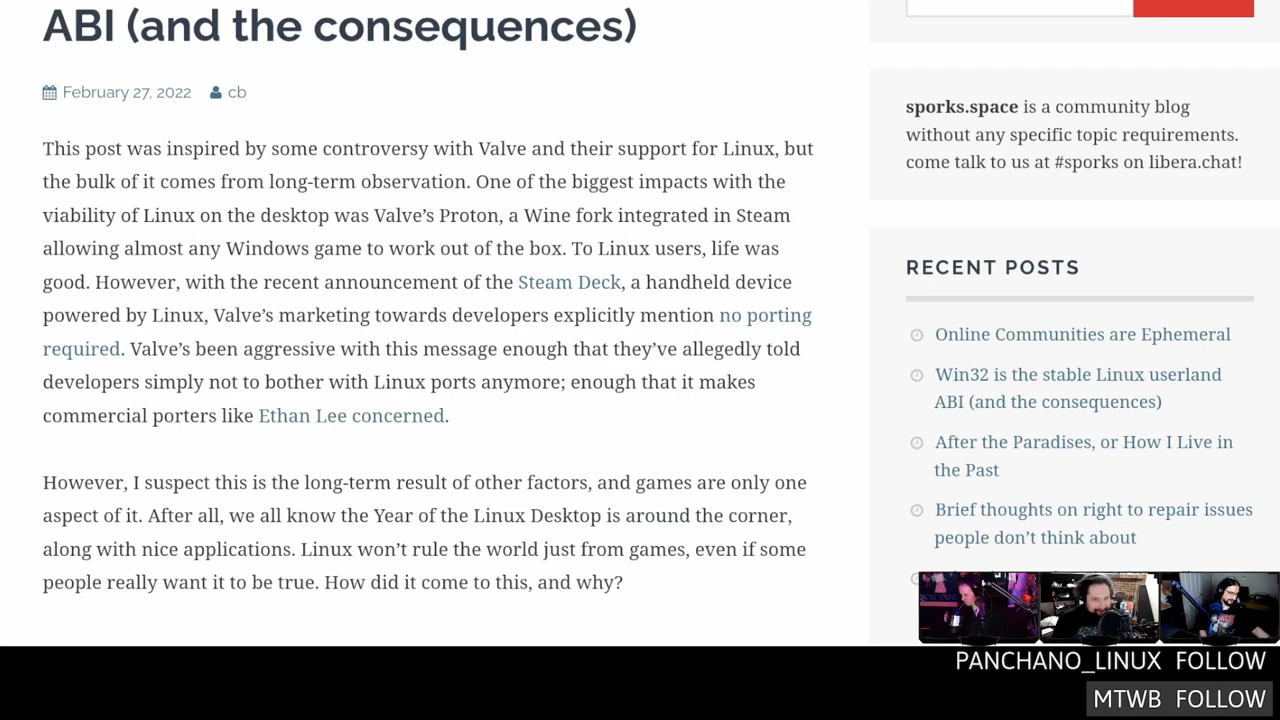 ABI (and the consequences)
February 27, 2022 cb
This post was inspired by some controversy with Valve and their support for Linux, but
the bulk of it comes from long-term observation. One of the biggest impacts with the
viability of Linux on the desktop was Valve’s Proton, a Wine fork integrated in Steam
allowing almost any Windows game to work out of the box. To Linux users, life was
good. However, with the recent announcement of the Steam Deck, a handheld device
powered by Linux, Valve’s marketing towards developers explicitly mention no porting
required. Valve’s been aggressive with this message enough that they’ve allegedly told
developers simply not to bother with Linux ports anymore; enough that it makes
commercial porters like Ethan Lee concerned.
However, I suspect this is the long-term result of other factors, and games are only one
aspect of it. After all, we all know the Year of the Linux Desktop is around the corner,
along with nice applications. Linux won’t rule the world just from games, even if some
people really want it to be true. How did it come to this, and why?
sporks.space is a community blog
without any specific topic requirements.
come talk to us at #sporks on libera.chat!
RECENT POSTS
Online Communities are Ephemeral
Win32 is the stable Linux userland
ABI (and the consequences)
After the Paradises, or How I Live in
the Past
Brief thoughts on right to repair issues
people don’t think about
PANCHANO_LINUX FOLLOW
MTWB FOLLOW